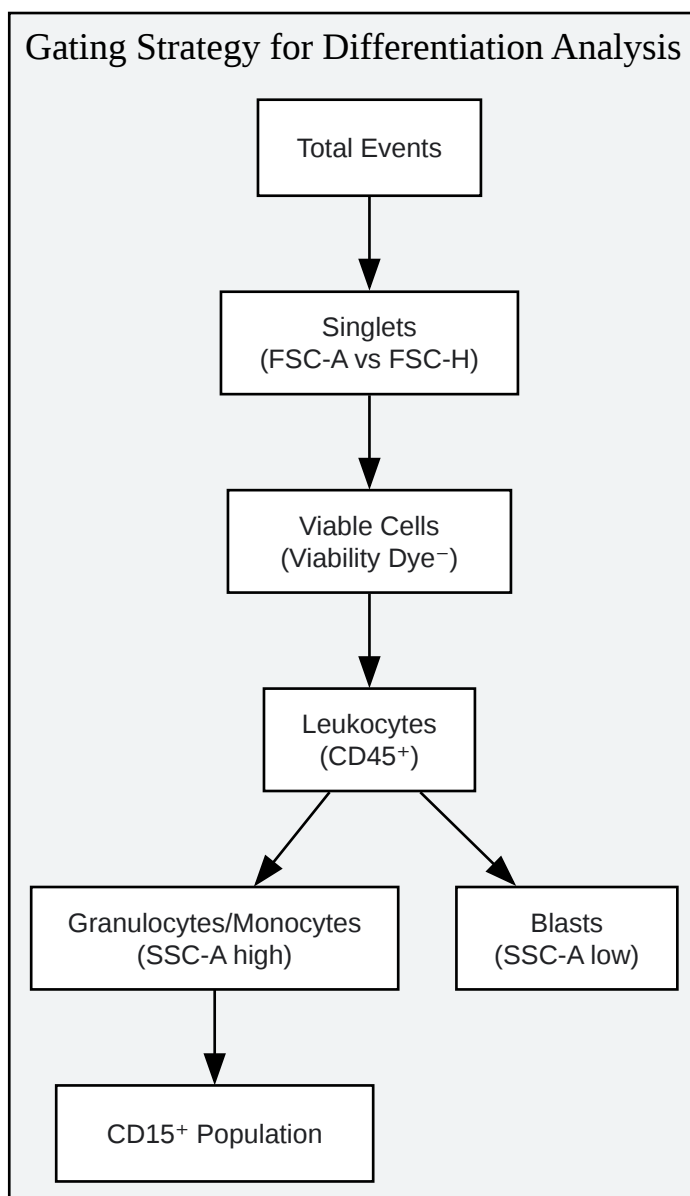 Gating Strategy for Differentiation Analysis
Total Events
Singlets
(FSC-A vs FSC-H)
Viable Cells
(Viability Dye⁻)
Leukocytes
(CD45⁺)
Granulocytes/Monocytes
(SSC-A high)
Blasts
(SSC-A low)
CD15⁺ Population